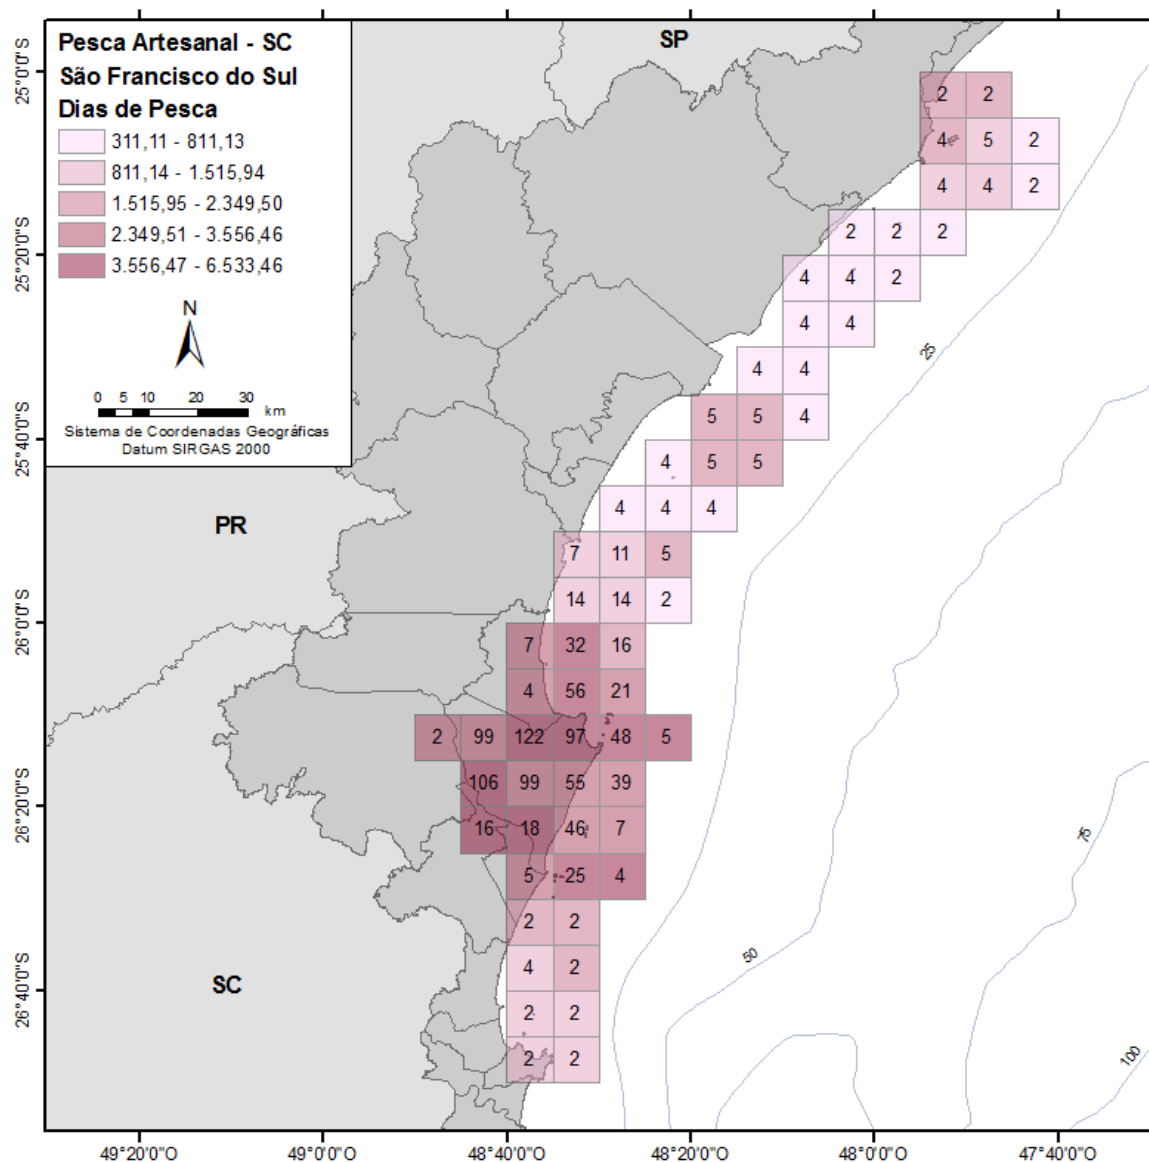 Pesca Artesanal - SC
São Francisco do Sul
Dias de Pesca
311,11 - 811,13
811,14 - 1.515,94
1.515,95 - 2.349,50
2.349,51 - 3.556,46
3.556,47 - 6.533,46
N
0 5 10 20 30 km
Sistema de Coordenadas Geográficas
Datum SIRGAS 2000
SP
PR
SC
2 2
4 5 2
4 4 2
2 2 2
4 4 2
4 4
4 4
5 5 4
4 5 5
4 4 4
7 11 5
14 14 2
7 32 16
4 56 21
2 99 122 97 48 5
106 99 55 39
16 18 46 7
5 25 4
2 2
4 2
2 2
2 2
25
50
75
100
25°0'0"S
25°20'0"S
25°40'0"S
26°0'0"S
26°20'0"S
26°40'0"S
49°20'0"O 49°0'0"O 48°40'0"O 48°20'0"O 48°0'0"O 47°40'0"O